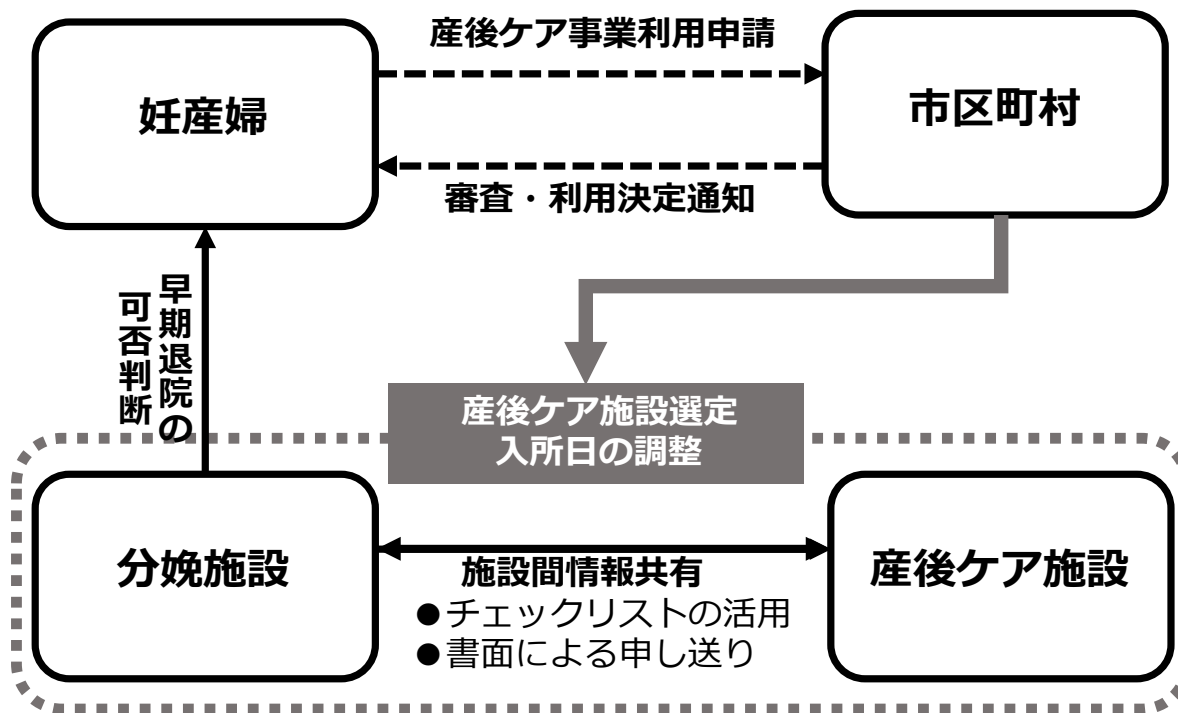 産後ケア事業利用申請
妊産婦
市区町村
審査・利用決定通知
早期退院の
可否判断
産後ケア施設選定
入所日の調整
分娩施設
産後ケア施設
施設間情報共有
●チェックリストの活用
●書面による申し送り